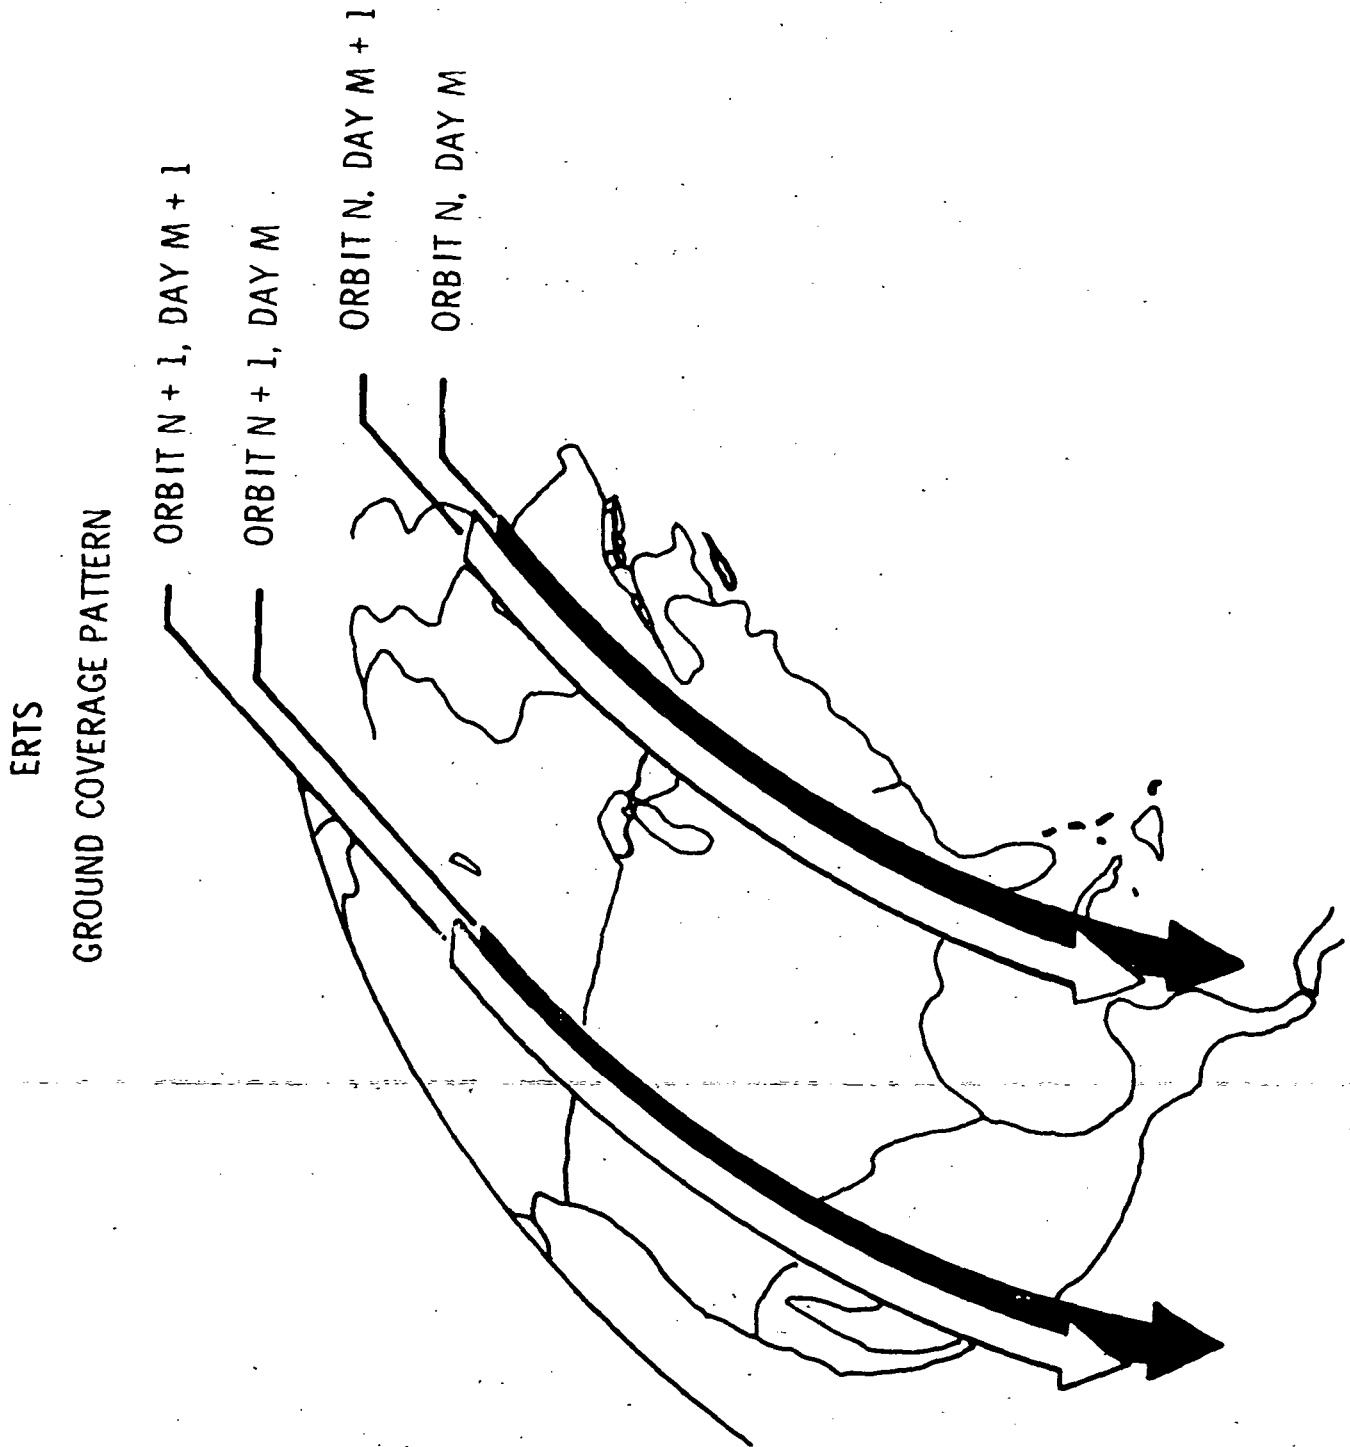 ERTS
GROUND COVERAGE PATTERN
ORBIT N + 1, DAY M + 1
ORBIT N + 1, DAY M
ORBIT N, DAY M + 1
ORBIT N, DAY M